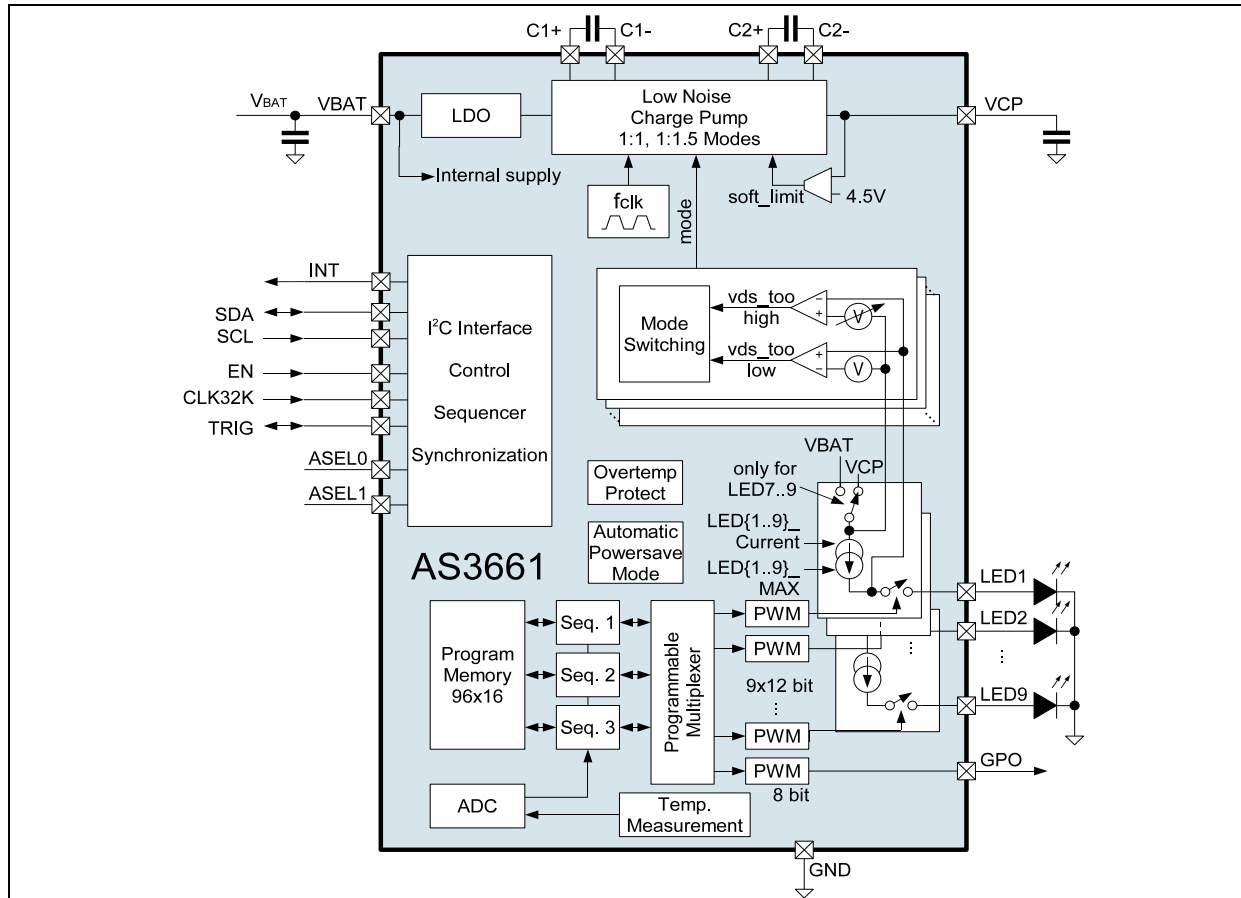 C1+
C1-
C2+
C2-
VBAT
VBAT
LDO
Low Noise
Charge Pump
1:1, 1:1.5 Modes
VCP
Internal supply
fclk
mode
soft_limit
4.5V
INT
SDA
SCL
EN
CLK32K
TRIG
ASEL0
ASEL1
I²C Interface
Control
Sequencer
Synchronization
Mode
Switching
vds_too
high
vds_too
low
-
+
V
+
-
V
Overtemp
Protect
Automatic
Powersave
Mode
VBAT
VCP
only for
LED7..9
LED{1..9}_
Current
LED{1..9}_
MAX
AS3661
Program
Memory
96x16
Seq. 1
Seq. 2
Seq. 3
Programmable
Multiplexer
PWM
PWM
9x12 bit
...
PWM
PWM
8 bit
...
LED1
LED2
...
LED9
GPO
ADC
Temp.
Measurement
GND